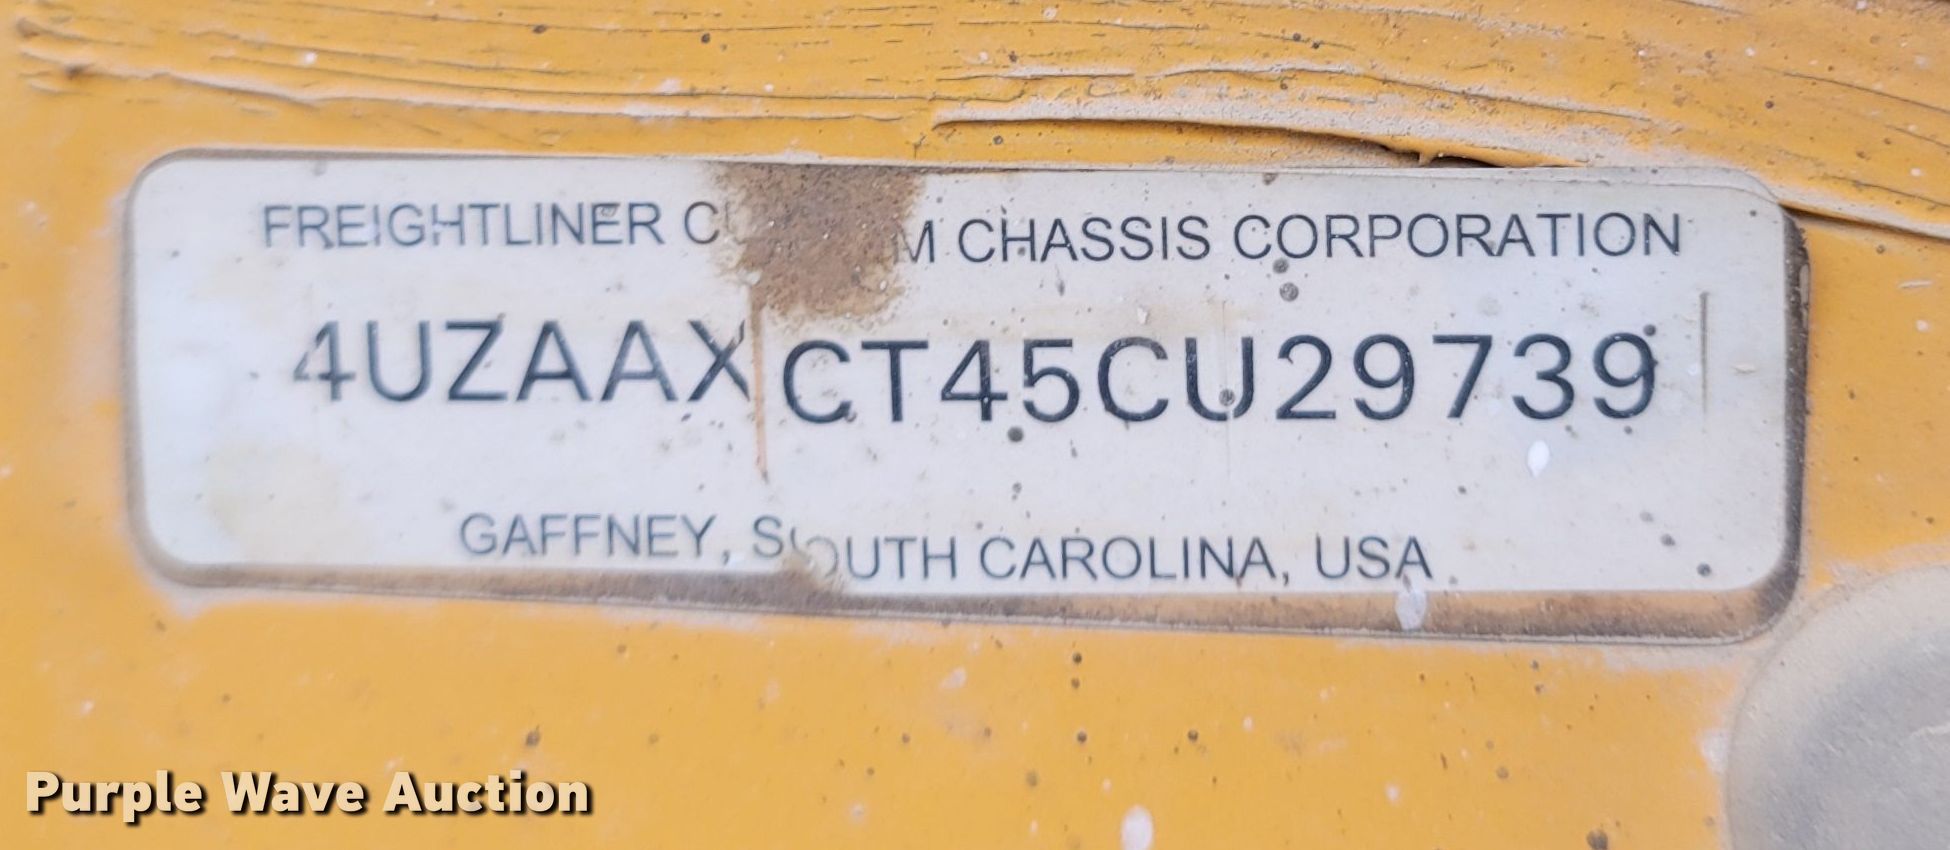 FREIGHTLINER CHASSIS CORPORATION
4UZAAXCT45CU29739
GAFFNEY, SOUTH CAROLINA, USA
Purple Wave Auction